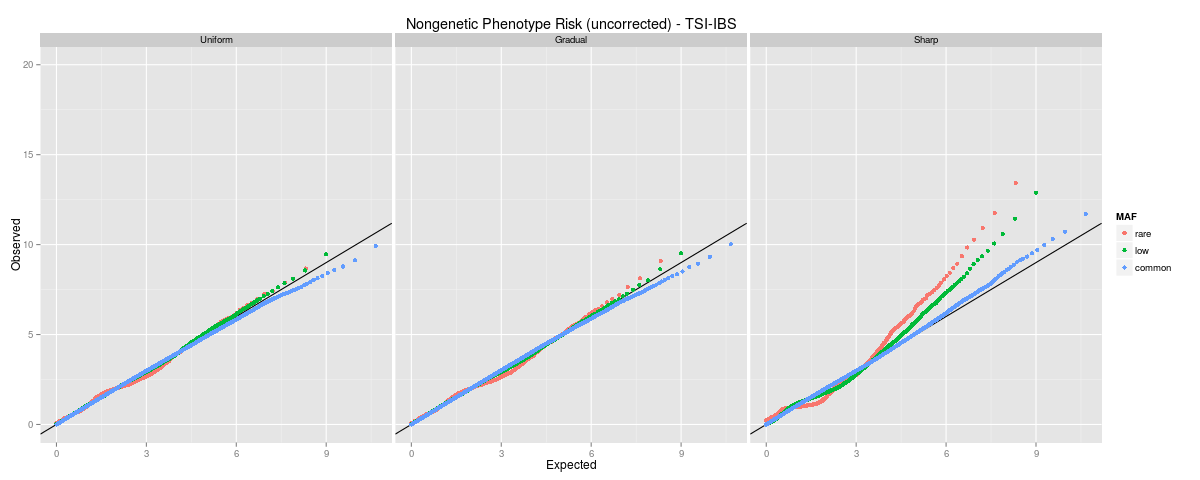 Nongenetic Phenotype Risk (uncorrected) - TSI-IBS
Uniform
Gradual
Sharp
20
15
10
5
0
Observed
0 3 6 9
0 3 6 9
0 3 6 9
Expected
MAF
rare
low
common